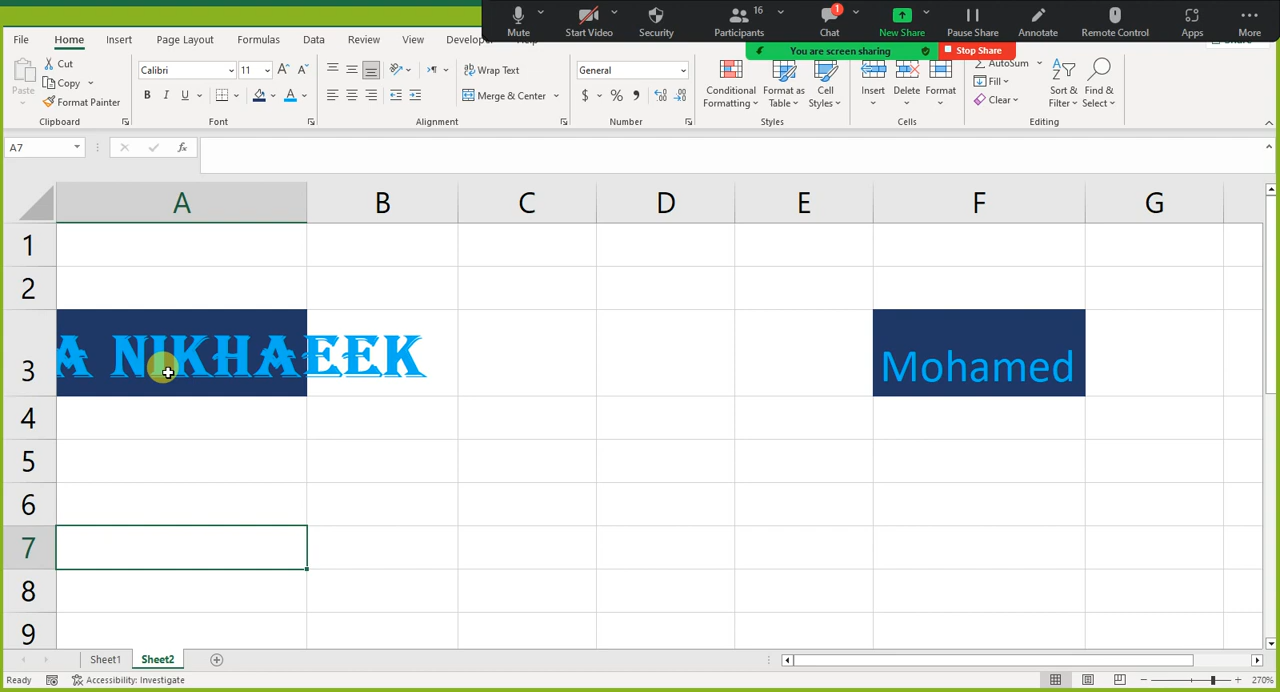 16
1
Mute
Start Video
Security
Participants
Chat
New Share
Pause Share
Annotate
Remote Control
Apps
More
You are screen sharing
Stop Share
File
Home
Insert
Page Layout
Formulas
Data
Review
View
Cut
Copy
Format Painter
Paste
Clipboard
Calibri
11
B I U
Font
Wrap Text
Merge & Center
Alignment
General
$ % ,
Number
Conditional
Formatting
Format as
Table
Cell
Styles
Styles
Insert
Delete
Format
Cells
AutoSum
Fill
Clear
Sort &
Filter
Find &
Select
Editing
A7
fx
A B C D E F G
1
2
3 A NIKHAEEK Mohamed
4
5
6
7
8
9
Sheet1
Sheet2
Ready
Accessibility: Investigate
270%